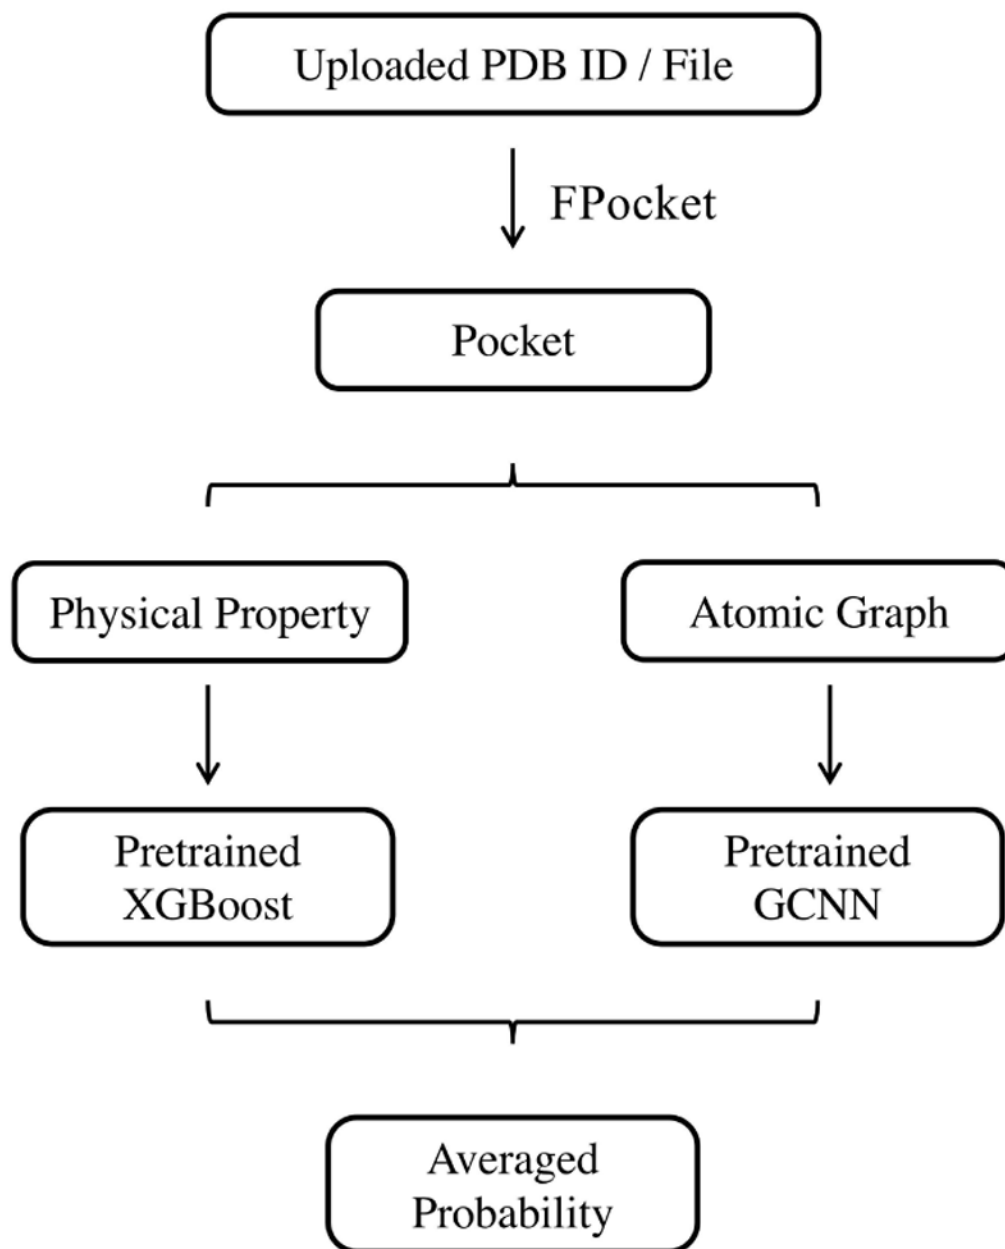 Uploaded PDB ID / File
FPocket
Pocket
Physical Property
Atomic Graph
Pretrained
XGBoost
Pretrained
GCNN
Averaged
Probability